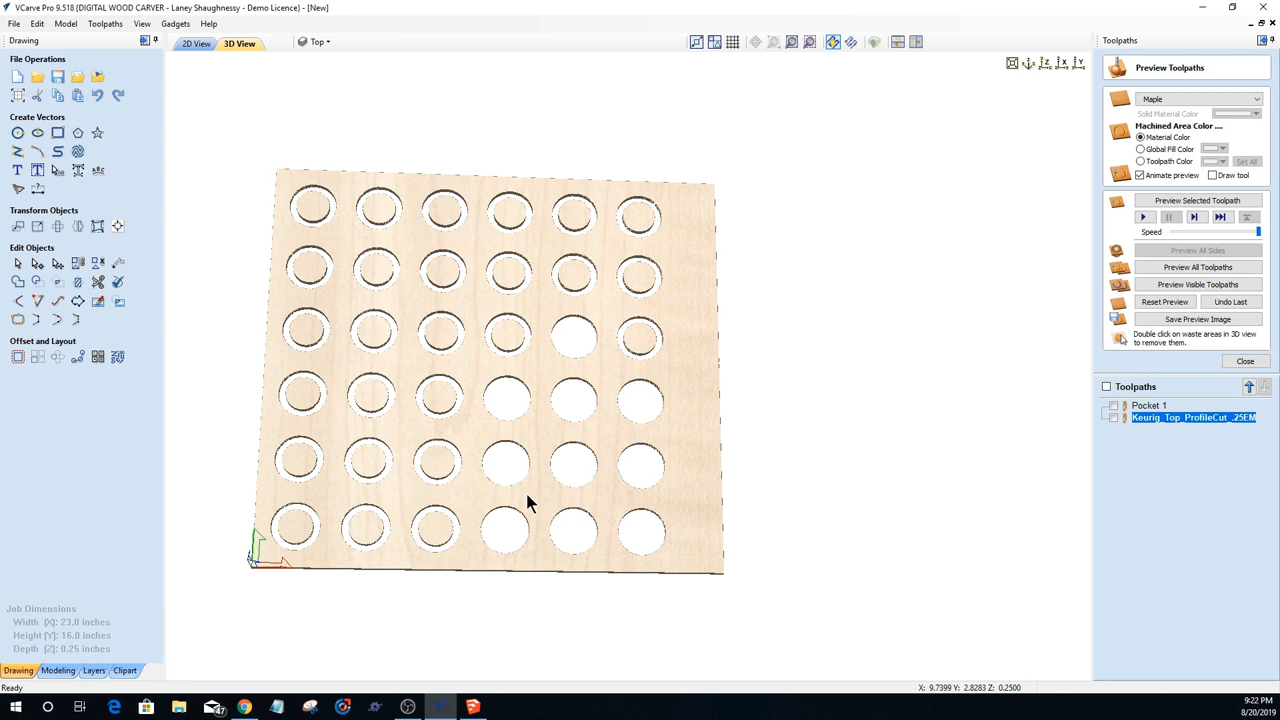 VCarve Pro 9.518 {DIGITAL WOOD CARVER - Laney Shaughnessy - Demo Licence} - [New]
File Edit Model Toolpaths View Gadgets Help
Drawing
2D View 3D View Top
Toolpaths
File Operations
Create Vectors
Transform Objects
Edit Objects
Offset and Layout
Job Dimensions
Width (X): 23.0 inches
Height (Y): 16.0 inches
Depth (Z): 0.25 inches
Drawing Modeling Layers Clipart
Z X Y
Preview Toolpaths
Maple
Solid Material Color
Machined Area Color ....
Material Color
Global Fill Color
Toolpath Color Set All
Animate preview Draw tool
Preview Selected Toolpath
Speed
Preview All Sides
Preview All Toolpaths
Preview Visible Toolpaths
Reset Preview Undo Last
Save Preview Image
Double click on waste areas in 3D view
to remove them.
Close
Toolpaths
Pocket 1
Keurig_Top_ProfileCut_.25EM
Ready
X: 9.7399 Y: 2.8283 Z: 0.2500
47
9:22 PM
8/20/2019